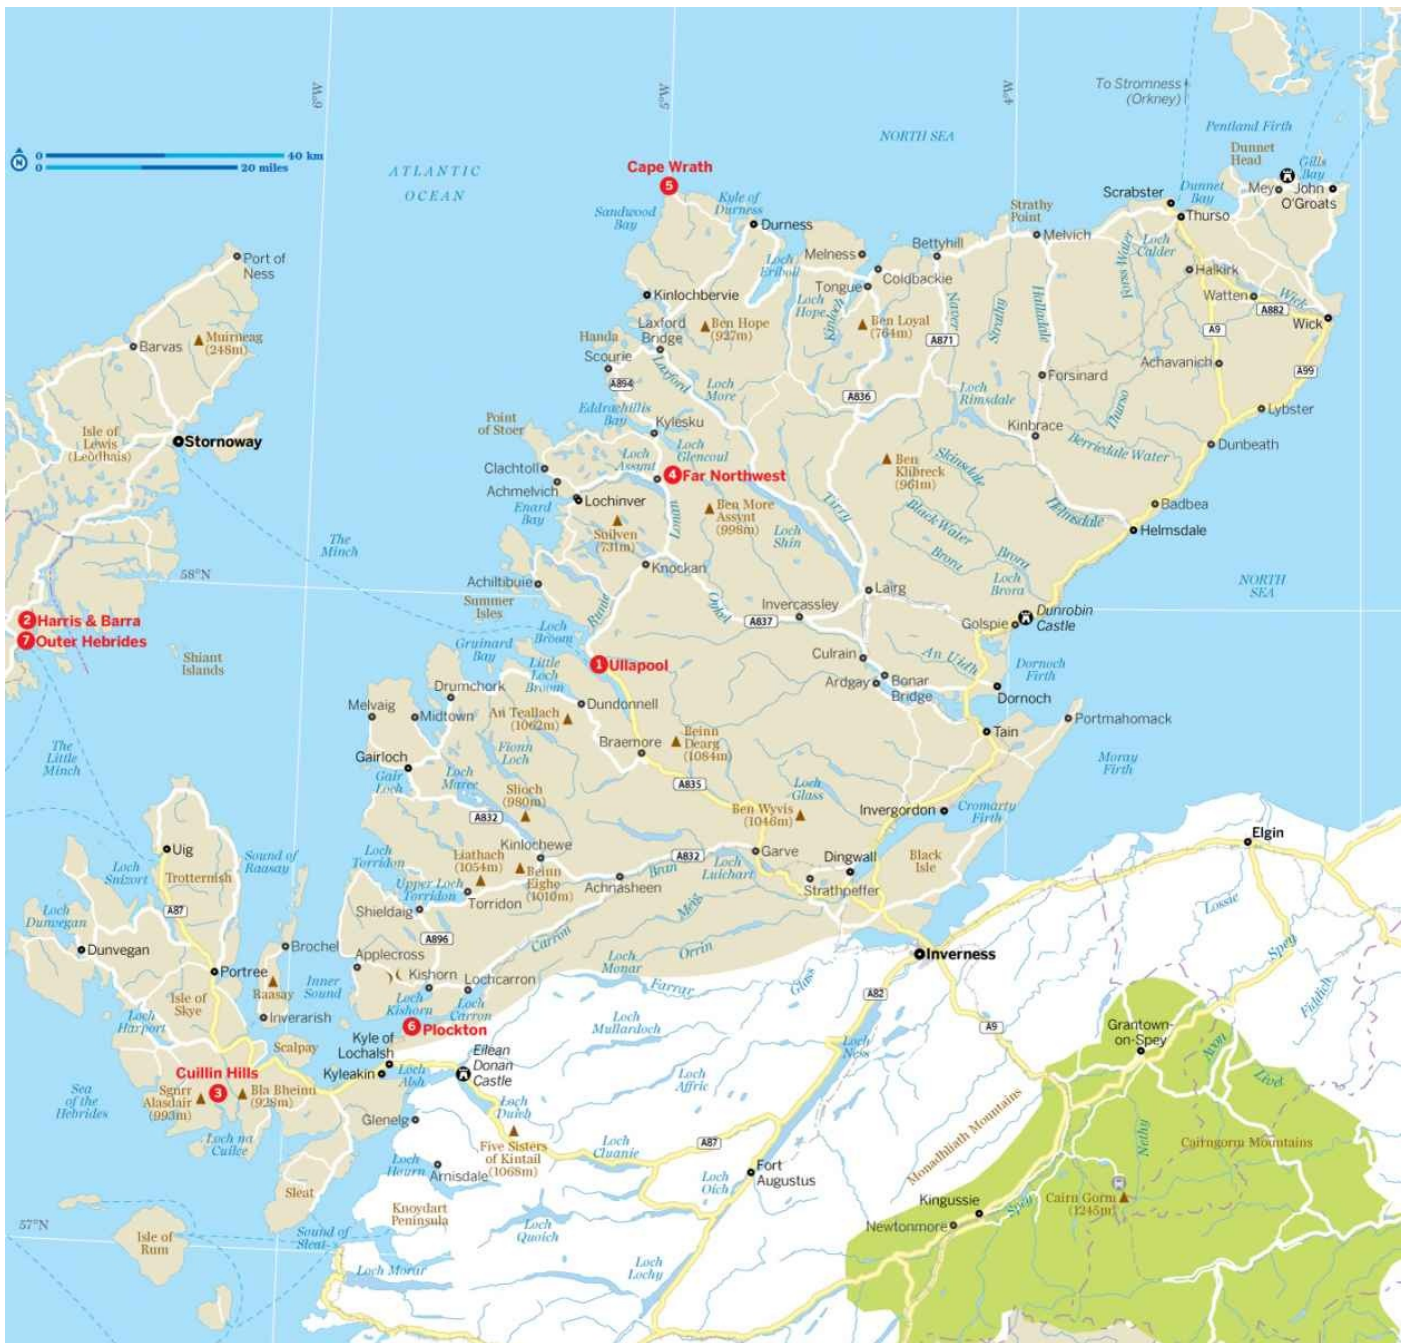 6°W
5°W
4°W
To Stromness
(Orkney)
NORTH SEA
Pentland Firth
0
40 km
0
20 miles
N
ATLANTIC
OCEAN
Cape Wrath
5
Sandwood
Bay
Kyle of
Durness
Durness
Strathy
Point
Scrabster
Dunnet
Bay
Dunnet
Head
Gills
Bay
Mey
John
O'Groats
Thurso
Melvich
Bettyhill
Melness
Coldbackie
Tongue
Loch
Eriboll
Loch
Hope
Kinloch
Naver
Strathy
Halladale
Forss Water
Loch
Calder
Halkirk
Watten
Wick
A882
Wick
A9
A99
Port of
Ness
Muirneag
(248m)
Barvas
Kinlochbervie
Laxford
Bridge
Ben Hope
(927m)
Ben Loyal
(764m)
A871
Handa
Scourie
A894
Laxford
Loch
More
A836
Loch
Rimsdale
Forsinard
Achavanich
Thurso
Lybster
Isle of
Lewis
(Leòdhais)
Stornoway
Point
of Stoer
Eddrachillis
Bay
Kylesku
Loch
Glencoul
Kinbrace
Berriedale Water
Dunbeath
Clachtoll
Loch
Assynt
4
Far Northwest
Ben
Klibreck
(961m)
Skinsdale
Achmelvich
Lochinver
Enard
Bay
Suilven
(731m)
Ben More
Assynt
(998m)
Loch
Shin
Tirry
Black Water
Helmsdale
Badbea
Helmsdale
The
Minch
58°N
Knockan
Brora
Brora
Loch
Brora
NORTH
SEA
Achiltibuie
Summer
Isles
Runie
Oykel
Invercassley
A837
Lairg
Golspie
Dunrobin
Castle
2
Harris & Barra
7
Outer Hebrides
Shiant
Islands
Loch
Broom
Gruinard
Bay
Little
Loch
Broom
1
Ullapool
Culrain
Ardgay
Bonar
Bridge
An Uidh
Dornoch
Firth
Dornoch
Portmahomack
Drumchork
Melvaig
Midtown
An Teallach
(1062m)
Dundonnell
Tain
The
Little
Minch
Gairloch
Gair
Loch
Loch
Maree
Fionn
Loch
Braemore
Beinn
Dearg
(1084m)
Moray
Firth
Slioch
(980m)
A835
Ben Wyvis
(1046m)
Loch
Glass
Invergordon
Cromarty
Firth
A832
Uig
Trotternish
Sound of
Raasay
Loch
Snizort
Loch
Torridon
Liathach
(1054m)
Kinlochewe
Beinn
Eighe
(1010m)
A832
Bran
Loch
Luichart
Garve
Dingwall
Black
Isle
Elgin
Upper Loch
Torridon
Torridon
Achnasheen
Strathpeffer
A87
Loch
Dunvegan
Dunvegan
Shieldaig
A896
Meig
Orrin
Carron
Lossie
Spey
Brochel
Applecross
Inverness
Portree
Raasay
Inner
Sound
Kishorn
Lochcarron
Loch
Monar
Farrar
Glass
A82
Fiddich
Isle of
Skye
Loch
Harport
Inverarish
Loch
Kishorn
Loch
Carron
6
Plockton
Loch
Mullardoch
Loch
Ness
A9
Grantown-
on-Spey
Avon
Livet
Scalpay
Kyle of
Lochalsh
Kyleakin
Loch
Alsh
Eilean
Donan
Castle
Loch
Affric
Cuillin Hills
3
Sgurr
Alasdair
(993m)
Bla Bheinn
(928m)
Sea
of the
Hebrides
Loch na
Cuilce
Glenelg
Loch
Duich
Five Sisters
of Kintail
(1068m)
Loch
Cluanie
A87
Monadhliath Mountains
Nethy
Cairngorm Mountains
Loch
Hourn
Arnisdale
Loch
Oich
Fort
Augustus
Sleat
Knoydart
Peninsula
Kingussie
Spey
Cairn Gorm
(1245m)
Newtonmore
57°N
Isle of
Rum
Sound of
Sleat
Loch
Quoich
Loch Morar
Loch
Lochy